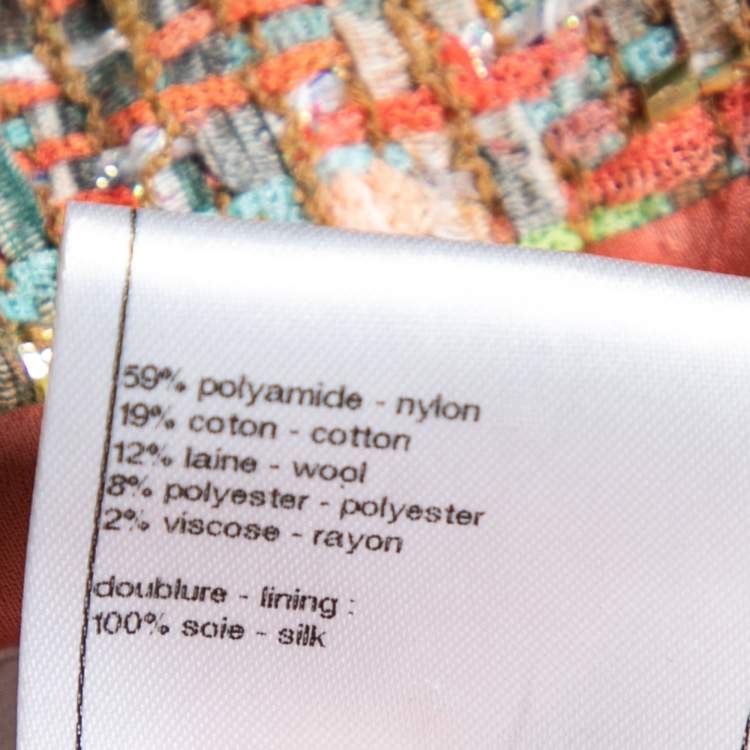 59% polyamide - nylon
19% coton - cotton
12% laine - wool
8% polyester - polyester
2% viscose - rayon
doublure - lining :
100% soie - silk